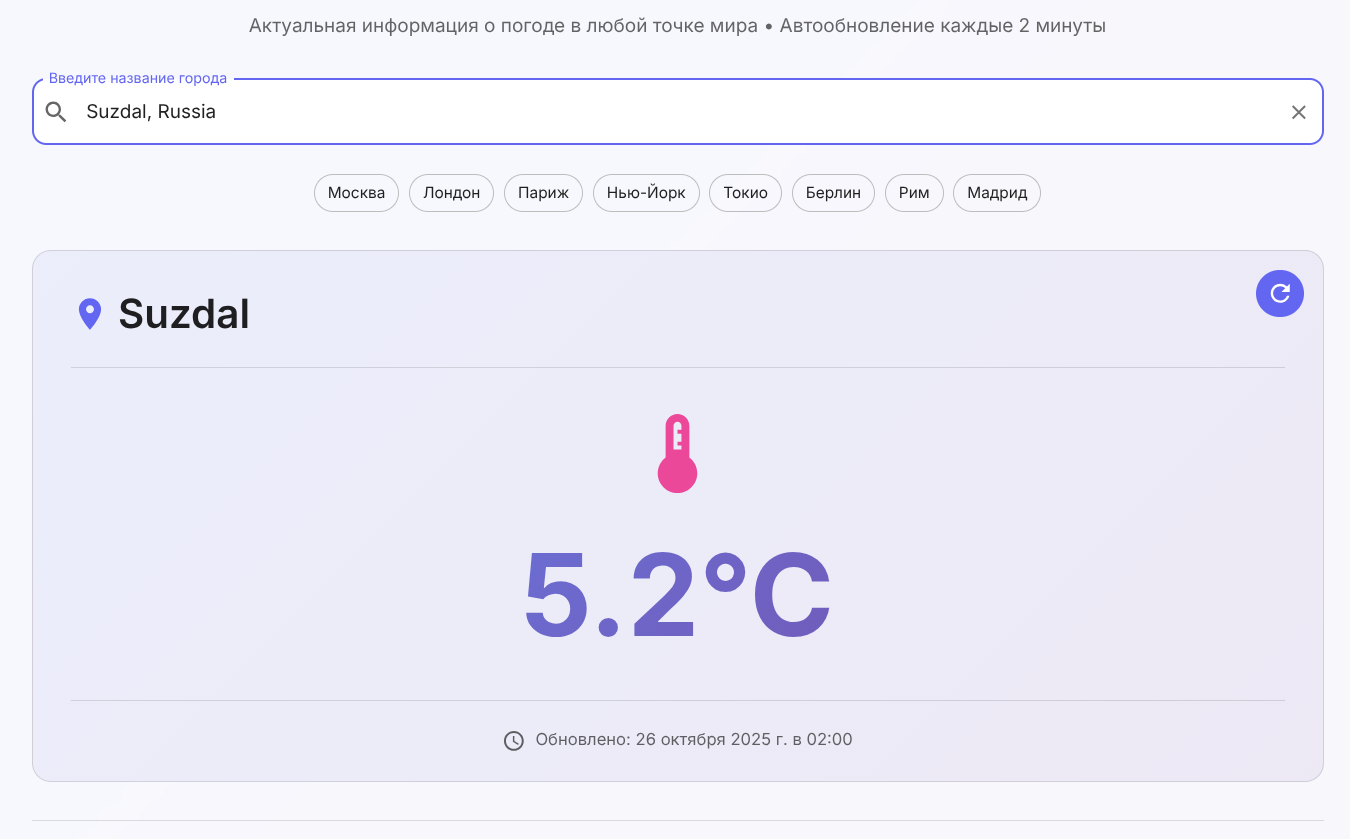 Актуальная информация о погоде в любой точке мира • Автообновление каждые 2 минуты
Введите название города
Suzdal, Russia
Москва Лондон Париж Нью-Йорк Токио Берлин Рим Мадрид
Suzdal
5.2°C
Обновлено: 26 октября 2025 г. в 02:00